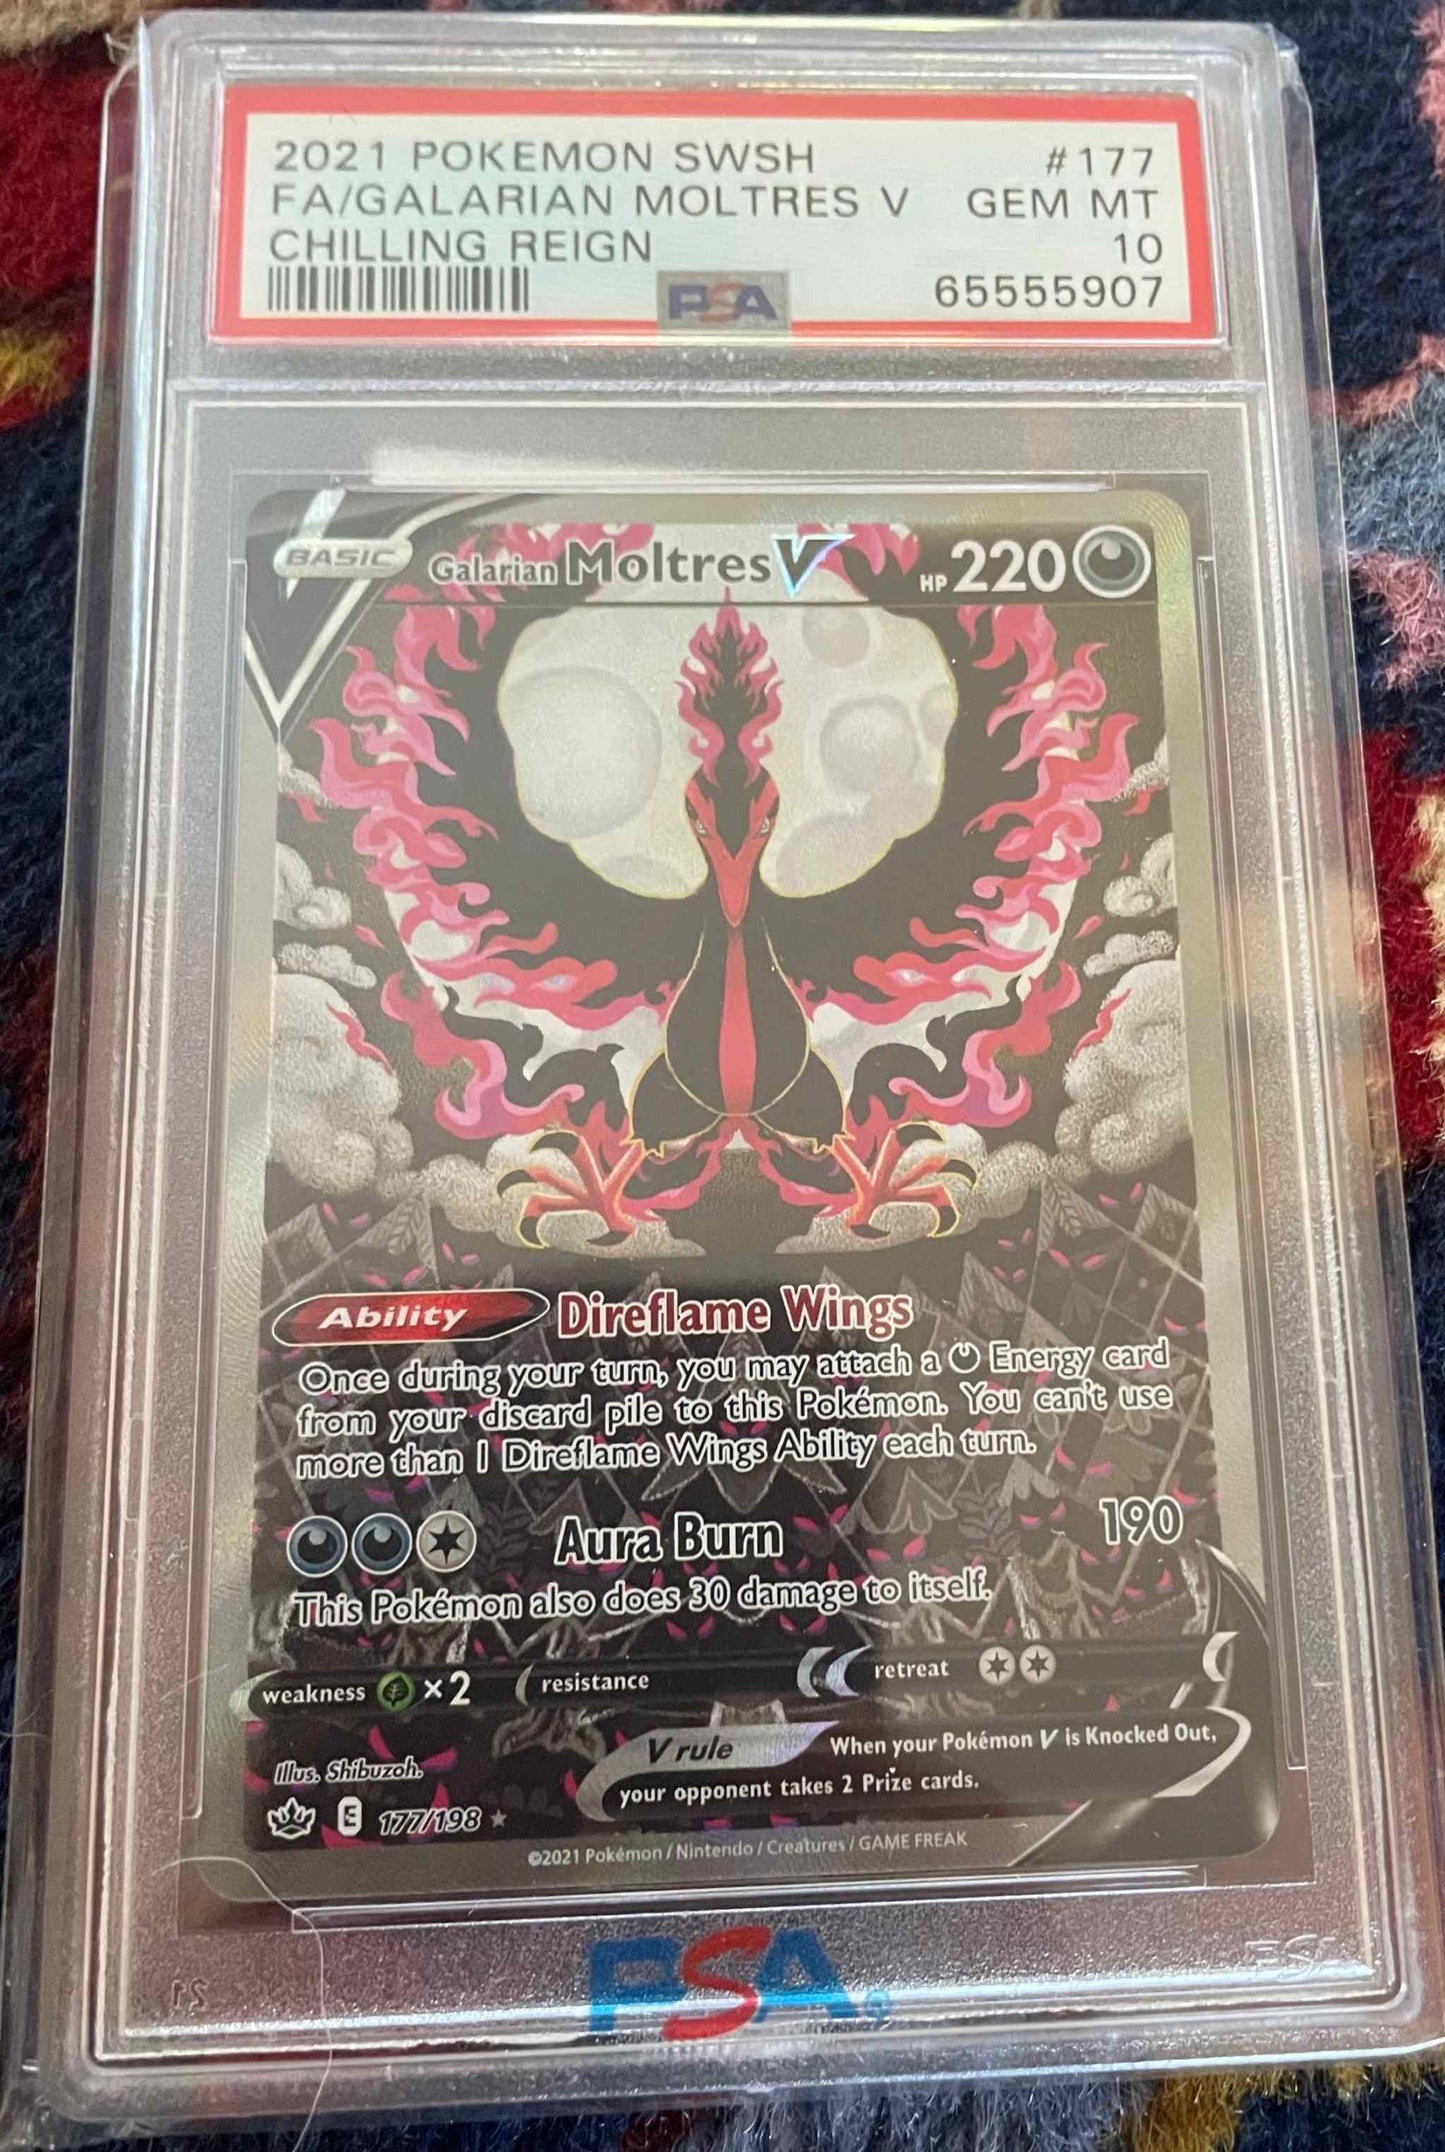 2021 POKEMON SWSH #177
FA/GALARIAN MOLTRES V GEM MT
CHILLING REIGN 10
PSA 65555907
BASIC Galarian Moltres V HP 220
Ability Direflame Wings
Once during your turn, you may attach a Energy card
from your discard pile to this Pokémon. You can't use
more than 1 Direflame Wings Ability each turn.
Aura Burn 190
This Pokémon also does 30 damage to itself.
weakness ×2 resistance retreat
V rule When your Pokémon V is Knocked Out,
your opponent takes 2 Prize cards.
Illus. Shibuzoh.
E 177/198
©2021 Pokémon / Nintendo / Creatures / GAME FREAK
PSA